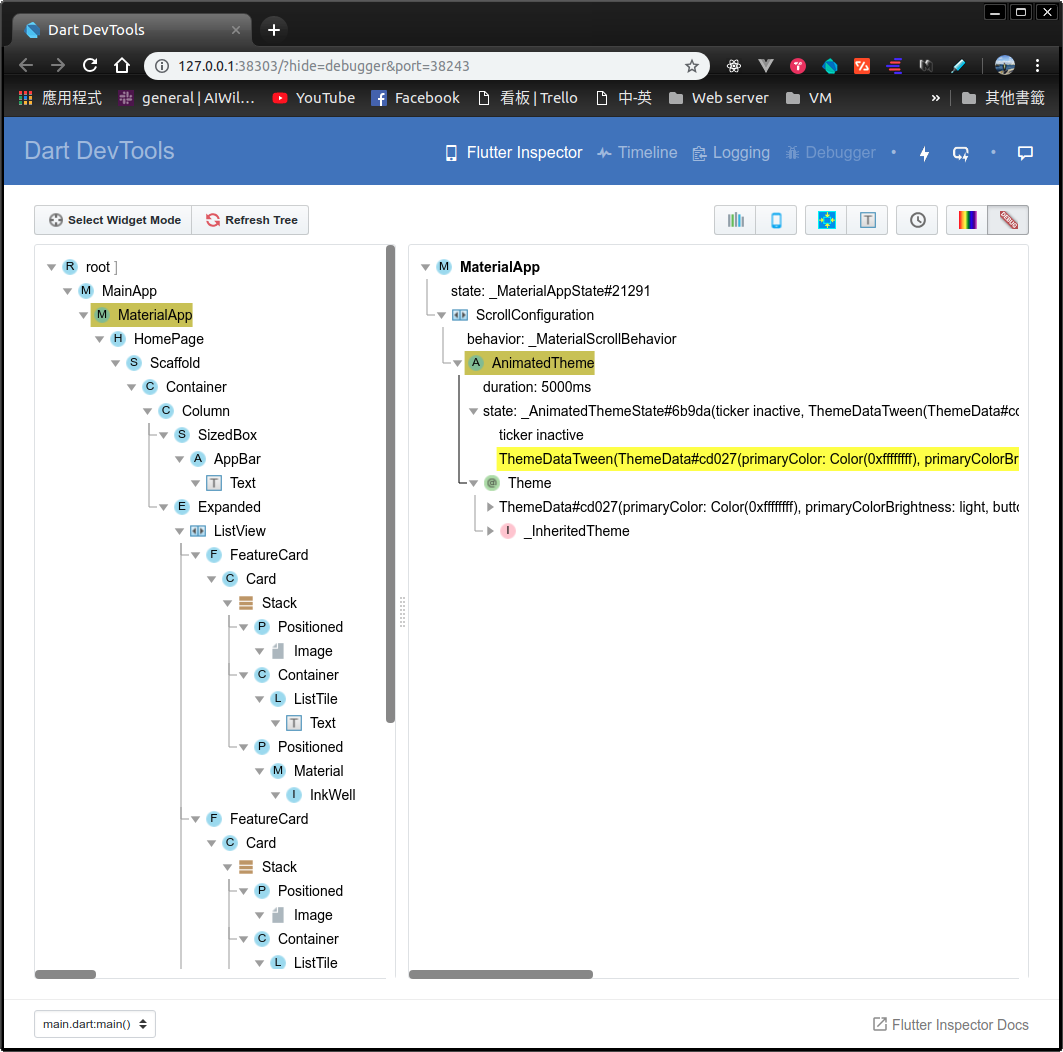 Dart DevTools
127.0.0.1:38303/?hide=debugger&port=38243
應用程式 general | AIWil… YouTube Facebook 看板 | Trello 中-英 Web server VM » 其他書籤
Dart DevTools Flutter Inspector Timeline Logging Debugger
Select Widget Mode Refresh Tree
R root ]
M MainApp
M MaterialApp
H HomePage
S Scaffold
C Container
C Column
S SizedBox
A AppBar
T Text
E Expanded
ListView
F FeatureCard
C Card
Stack
P Positioned
Image
C Container
L ListTile
T Text
P Positioned
M Material
I InkWell
F FeatureCard
C Card
Stack
P Positioned
Image
C Container
L ListTile
M MaterialApp
state: _MaterialAppState#21291
ScrollConfiguration
behavior: _MaterialScrollBehavior
A AnimatedTheme
duration: 5000ms
state: _AnimatedThemeState#6b9da(ticker inactive, ThemeDataTween(ThemeData#cd
ticker inactive
ThemeDataTween(ThemeData#cd027(primaryColor: Color(0xffffffff), primaryColorBr
@ Theme
ThemeData#cd027(primaryColor: Color(0xffffffff), primaryColorBrightness: light, butto
I _InheritedTheme
main.dart:main() Flutter Inspector Docs